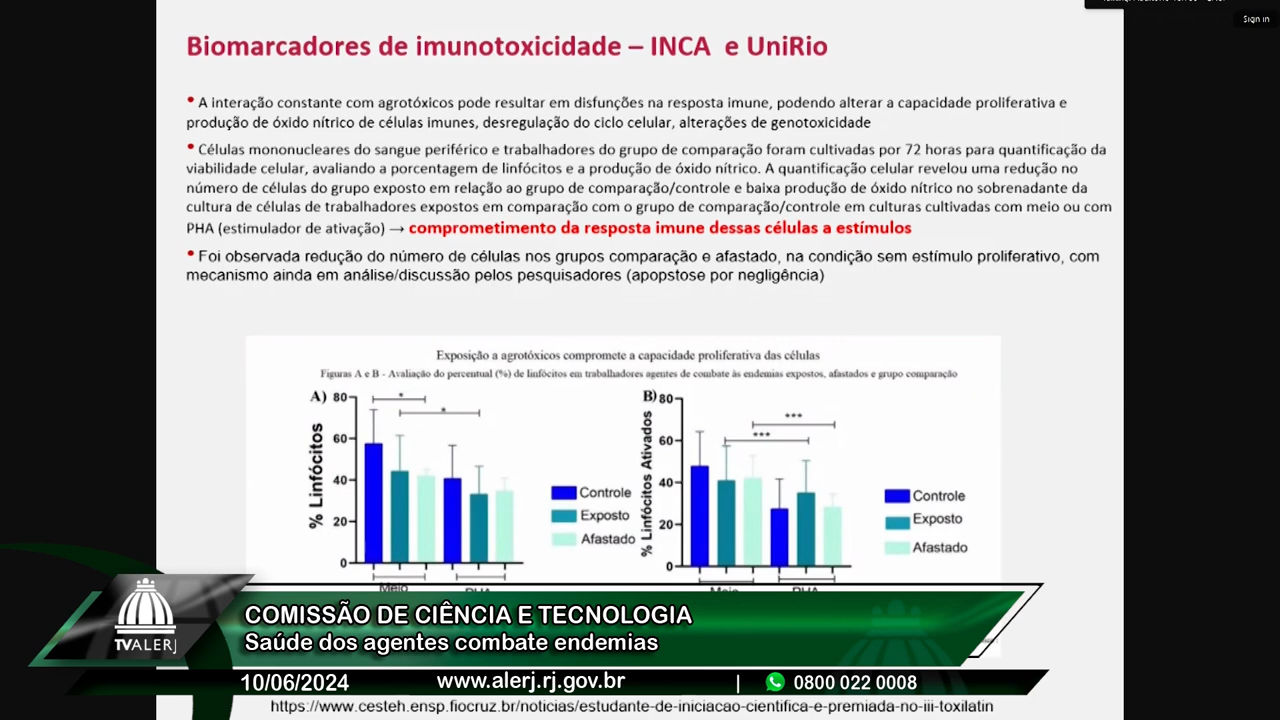 Sign in
Biomarcadores de imunotoxicidade – INCA e UniRio
• A interação constante com agrotóxicos pode resultar em disfunções na resposta imune, podendo alterar a capacidade proliferativa e
produção de óxido nítrico de células imunes, desregulação do ciclo celular, alterações de genotoxicidade
• Células mononucleares do sangue periférico e trabalhadores do grupo de comparação foram cultivadas por 72 horas para quantificação da
viabilidade celular, avaliando a porcentagem de linfócitos e a produção de óxido nítrico. A quantificação celular revelou uma redução no
número de células do grupo exposto em relação ao grupo de comparação/controle e baixa produção de óxido nítrico no sobrenadante da
cultura de células de trabalhadores expostos em comparação com o grupo de comparação/controle em culturas cultivadas com meio ou com
PHA (estimulador de ativação) → comprometimento da resposta imune dessas células a estímulos
• Foi observada redução do número de células nos grupos comparação e afastado, na condição sem estímulo proliferativo, com
mecanismo ainda em análise/discussão pelos pesquisadores (apopstose por negligência)
Exposição a agrotóxicos compromete a capacidade proliferativa das células
Figuras A e B - Avaliação do percentual (%) de linfócitos em trabalhadores agentes de combate às endemias expostos, afastados e grupo comparação
A)
% Linfócitos
80
60
40
20
0
*
*
Controle
Exposto
Afastado
Meio
PHA
B)
% Linfócitos Ativados
80
60
40
20
0
***
***
Controle
Exposto
Afastado
Meio
PHA
TVALERJ
COMISSÃO DE CIÊNCIA E TECNOLOGIA
Saúde dos agentes combate endemias
10/06/2024
www.alerj.rj.gov.br
|
0800 022 0008
https://www.cesteh.ensp.fiocruz.br/noticias/estudante-de-iniciacao-cientifica-e-premiada-no-iii-toxilatin